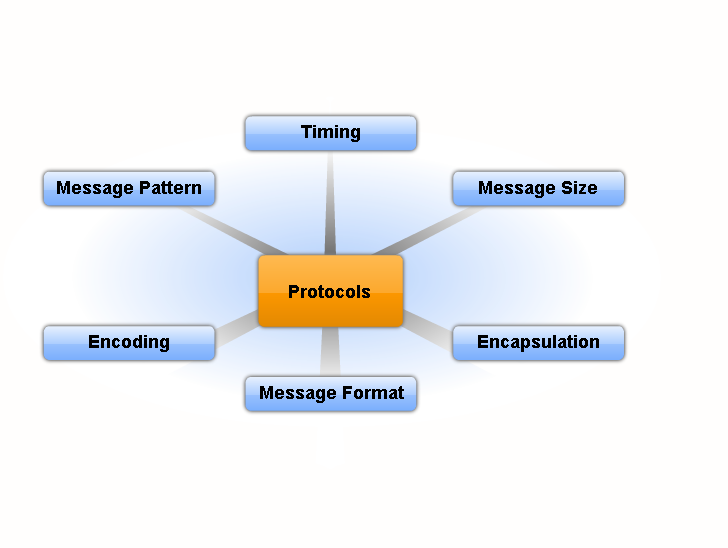 Timing
Message Pattern
Message Size
Protocols
Encoding
Encapsulation
Message Format